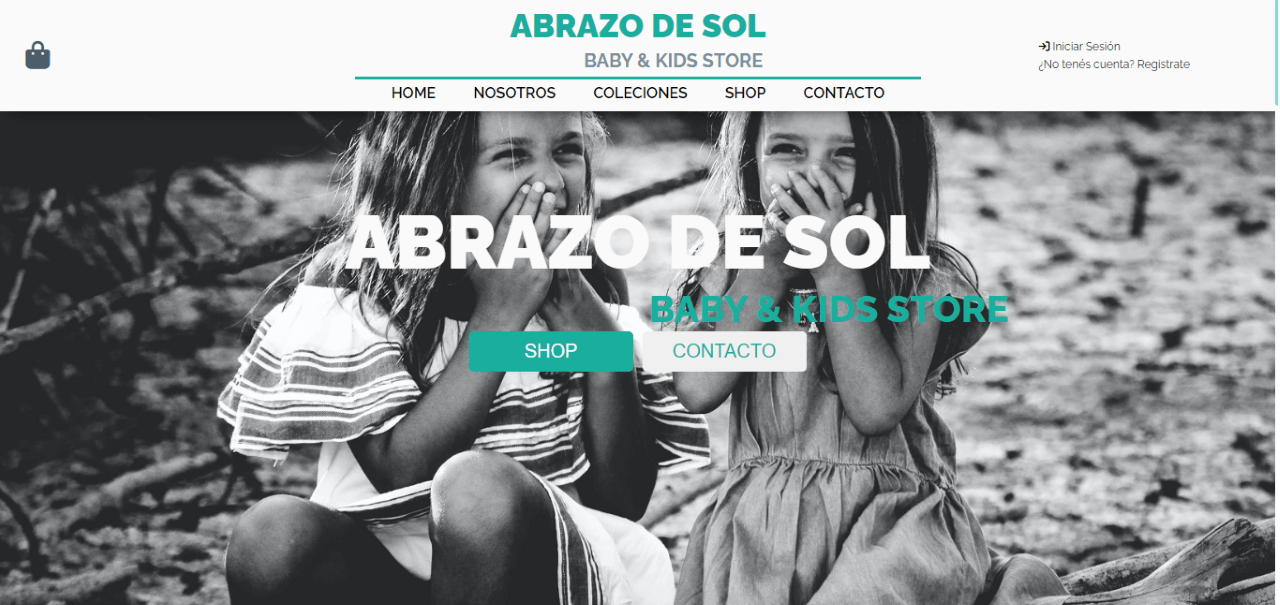 ABRAZO DE SOL
BABY & KIDS STORE
Iniciar Sesión
¿No tenés cuenta? Registrate
HOME NOSOTROS COLECIONES SHOP CONTACTO
ABRAZO DE SOL
BABY & KIDS STORE
SHOP CONTACTO